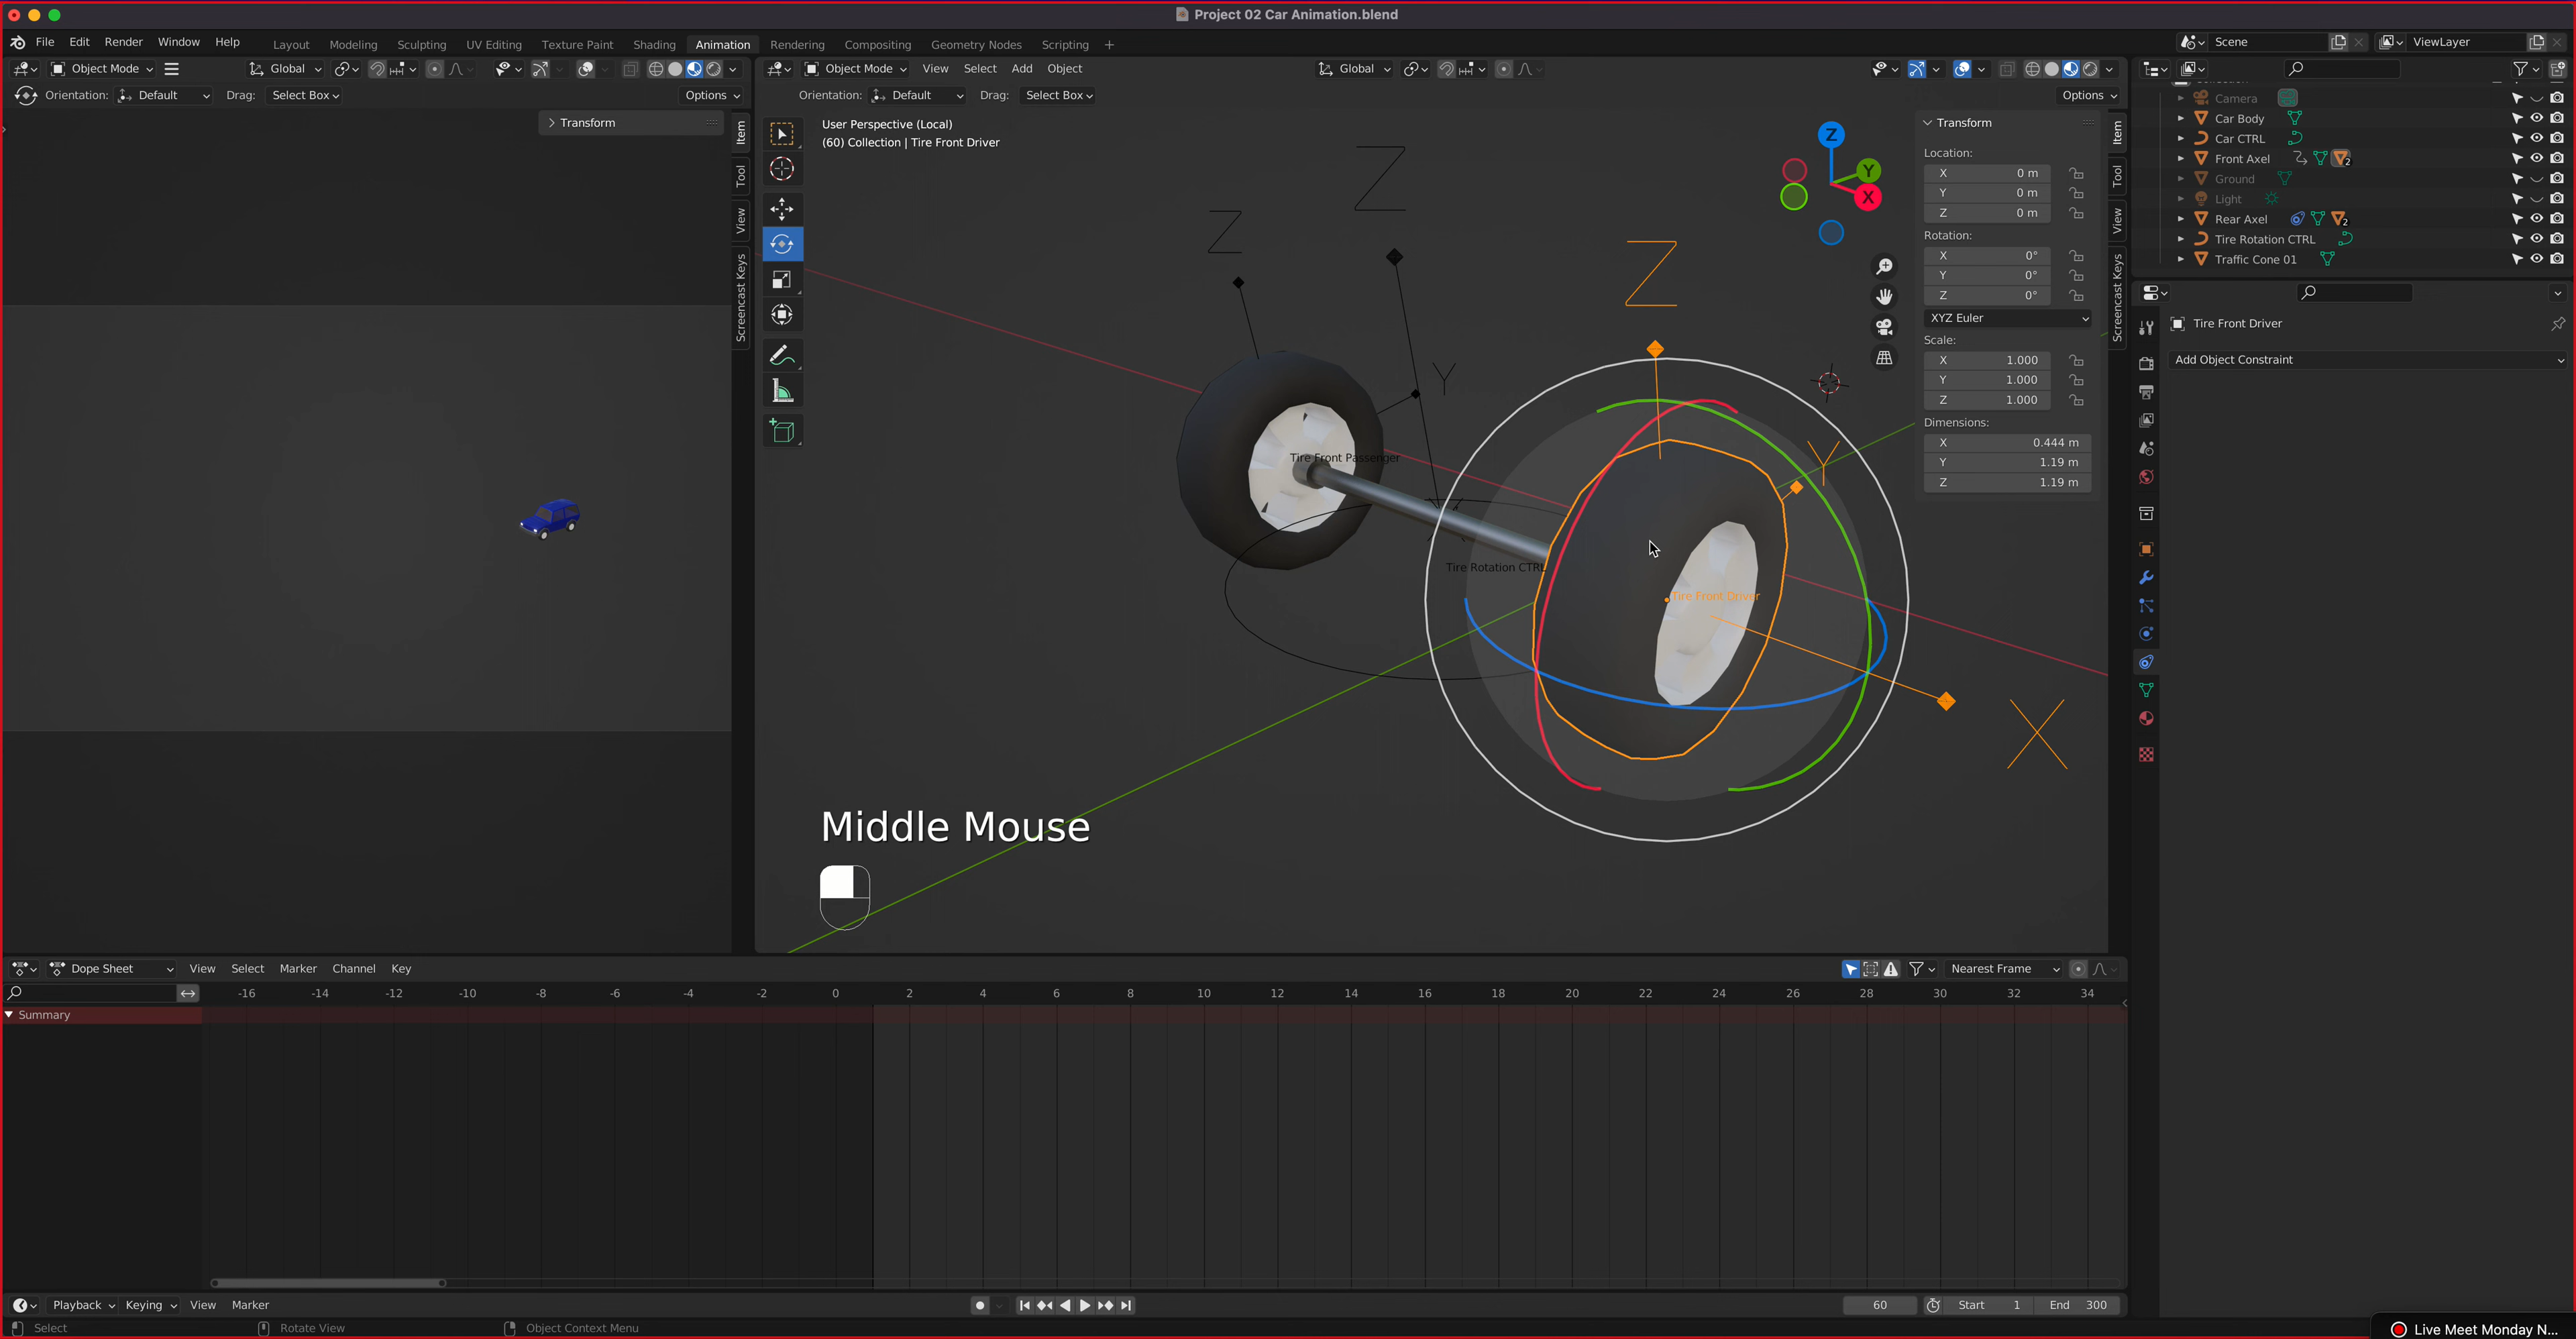 Project 02 Car Animation.blend
File Edit Render Window Help Layout Modeling Sculpting UV Editing Texture Paint Shading Animation Rendering Compositing Geometry Nodes Scripting + Scene ViewLayer
Object Mode Global Object Mode View Select Add Object Global
Orientation: Default Drag: Select Box Options Orientation: Default Drag: Select Box Options
Transform
Item
Tool
View
Screencast Keys
User Perspective (Local)
(60) Collection | Tire Front Driver
Z
Z
Z
Y
Y
X
Tire Front Passenger
Tire Rotation CTRL
Tire Front Driver
Z
Y
X
Middle Mouse
Transform
Location:
X 0 m
Y 0 m
Z 0 m
Rotation:
X 0°
Y 0°
Z 0°
XYZ Euler
Scale:
X 1.000
Y 1.000
Z 1.000
Dimensions:
X 0.444 m
Y 1.19 m
Z 1.19 m
Item
Tool
View
Screencast Keys
Camera
Car Body
Car CTRL
Front Axel 2
Ground
Light
Rear Axel 2
Tire Rotation CTRL
Traffic Cone 01
Tire Front Driver
Add Object Constraint
Dope Sheet View Select Marker Channel Key Nearest Frame
-16 -14 -12 -10 -8 -6 -4 -2 0 2 4 6 8 10 12 14 16 18 20 22 24 26 28 30 32 34
Summary
Playback Keying View Marker 60 Start 1 End 300
Select Rotate View Object Context Menu
Live Meet Monday N...